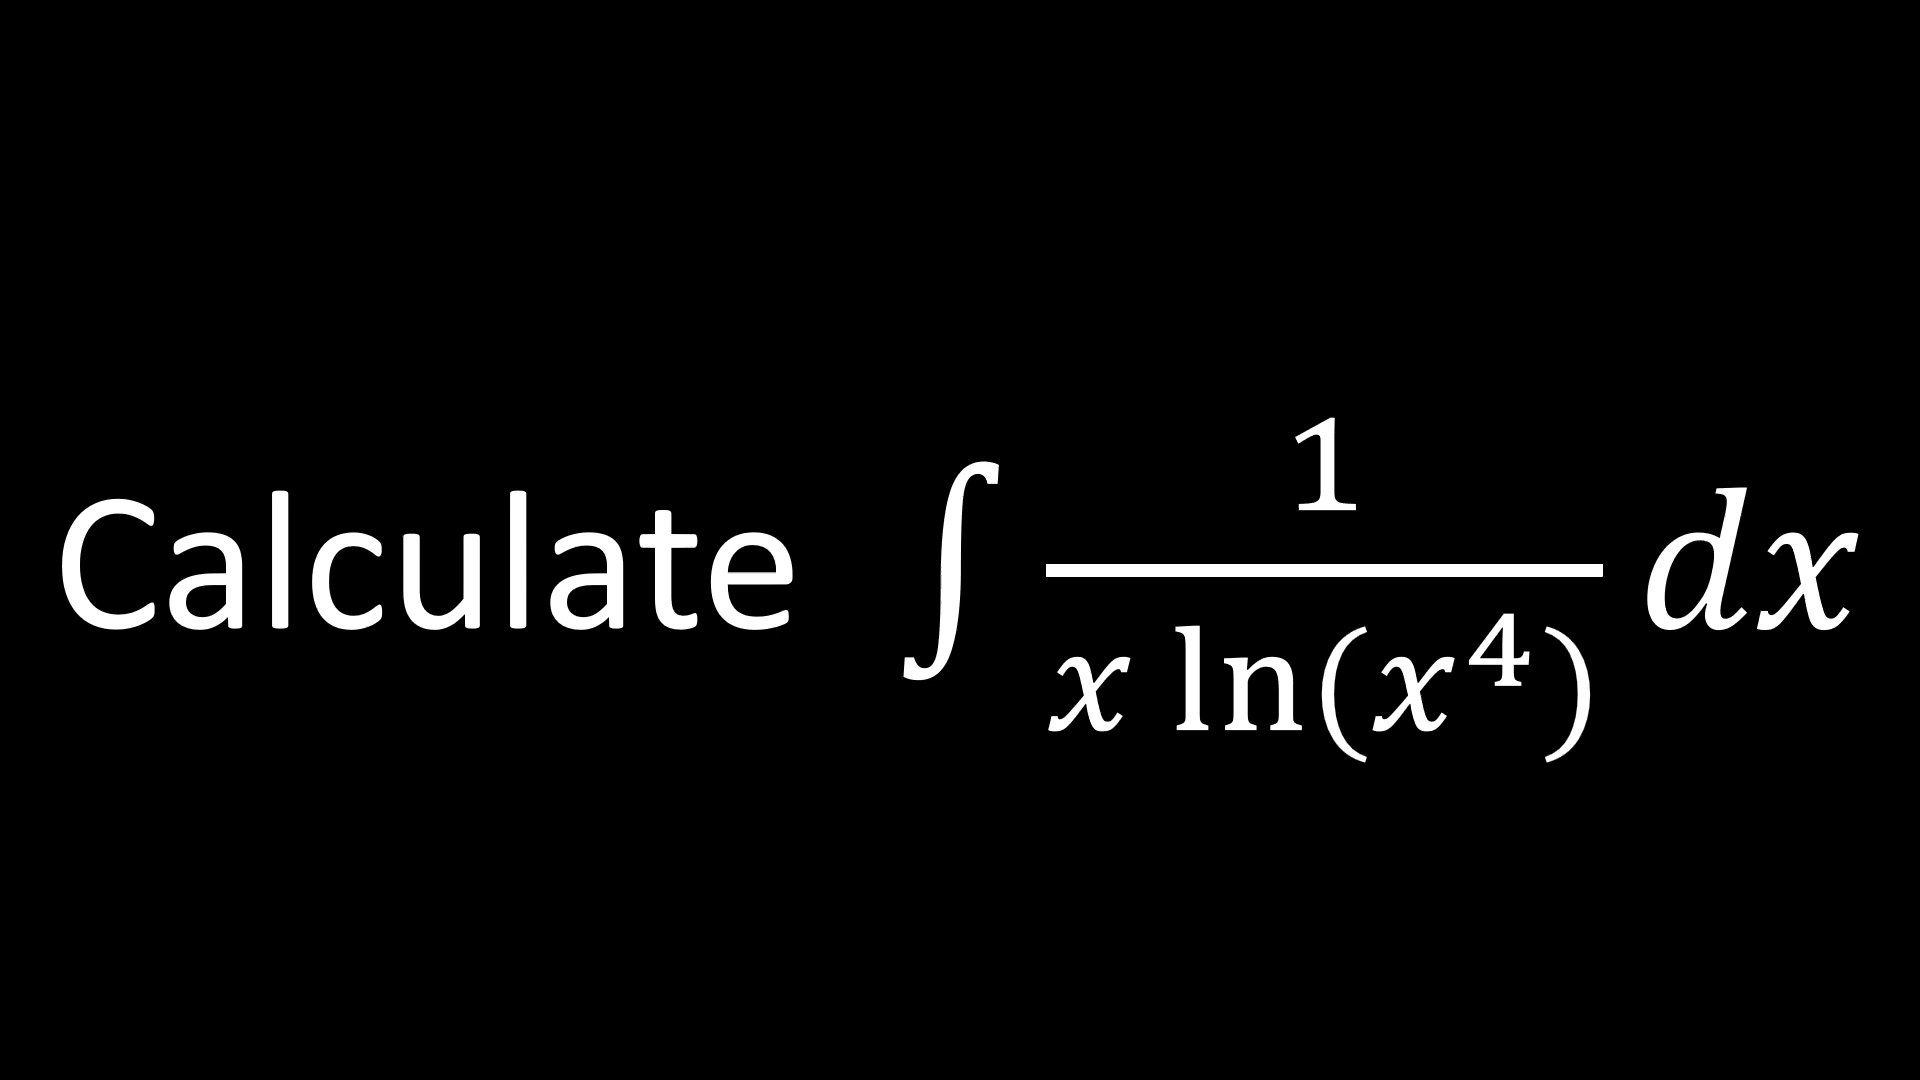 Calculate ∫ 1/(x ln(x⁴)) dx